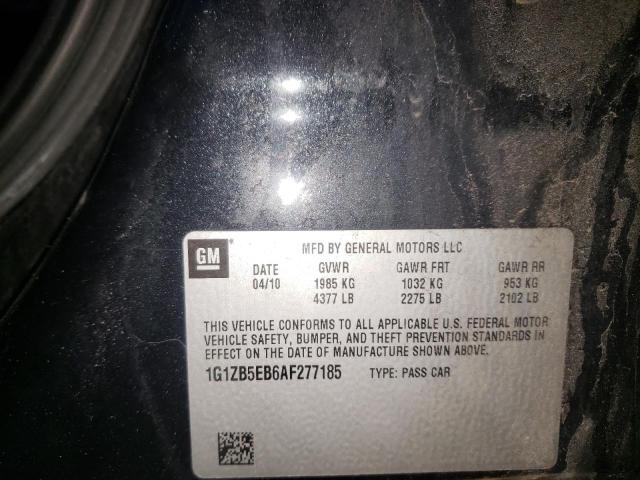 GM
MFD BY GENERAL MOTORS LLC
DATE GVWR GAWR FRT GAWR RR
04/10 1985 KG 1032 KG 953 KG
4377 LB 2275 LB 2102 LB
THIS VEHICLE CONFORMS TO ALL APPLICABLE U.S. FEDERAL MOTOR
VEHICLE SAFETY, BUMPER, AND THEFT PREVENTION STANDARDS IN
EFFECT ON THE DATE OF MANUFACTURE SHOWN ABOVE.
1G1ZB5EB6AF277185 TYPE: PASS CAR